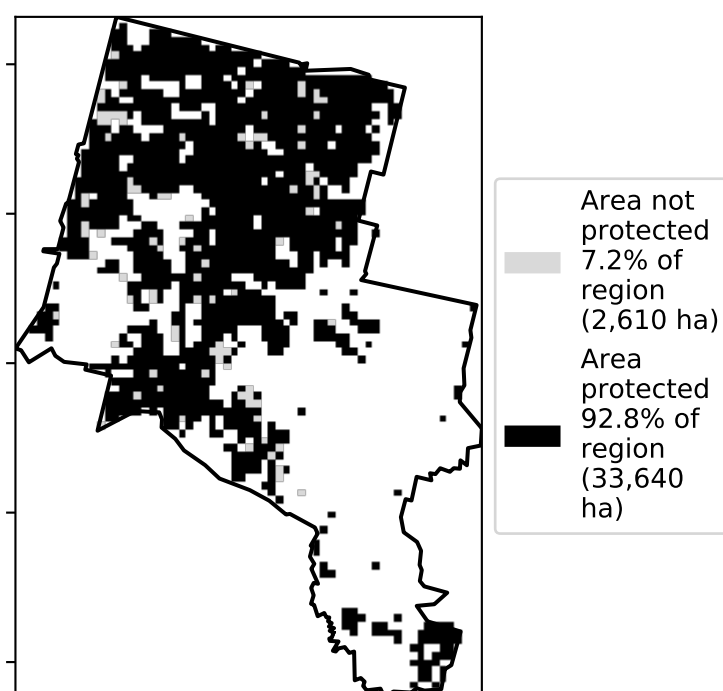 Area not
protected
7.2% of
region
(2,610 ha)
Area
protected
92.8% of
region
(33,640
ha)